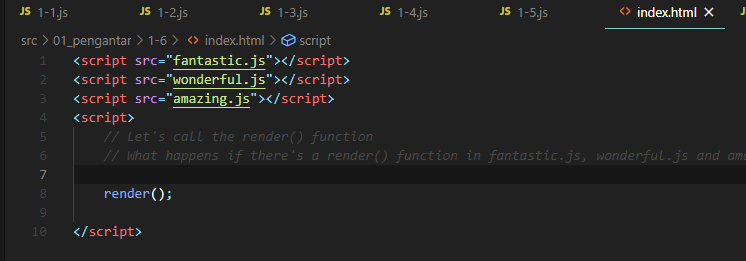 JS 1-1.js JS 1-2.js JS 1-3.js JS 1-4.js JS 1-5.js <> index.html ×
src > 01_pengantar > 1-6 > <> index.html > script
1 <script src="fantastic.js"></script>
2 <script src="wonderful.js"></script>
3 <script src="amazing.js"></script>
4 <script>
5 // Let's call the render() function
6 // What happens if there's a render() function in fantastic.js, wonderful.js and
7
8 render();
9
10 </script>